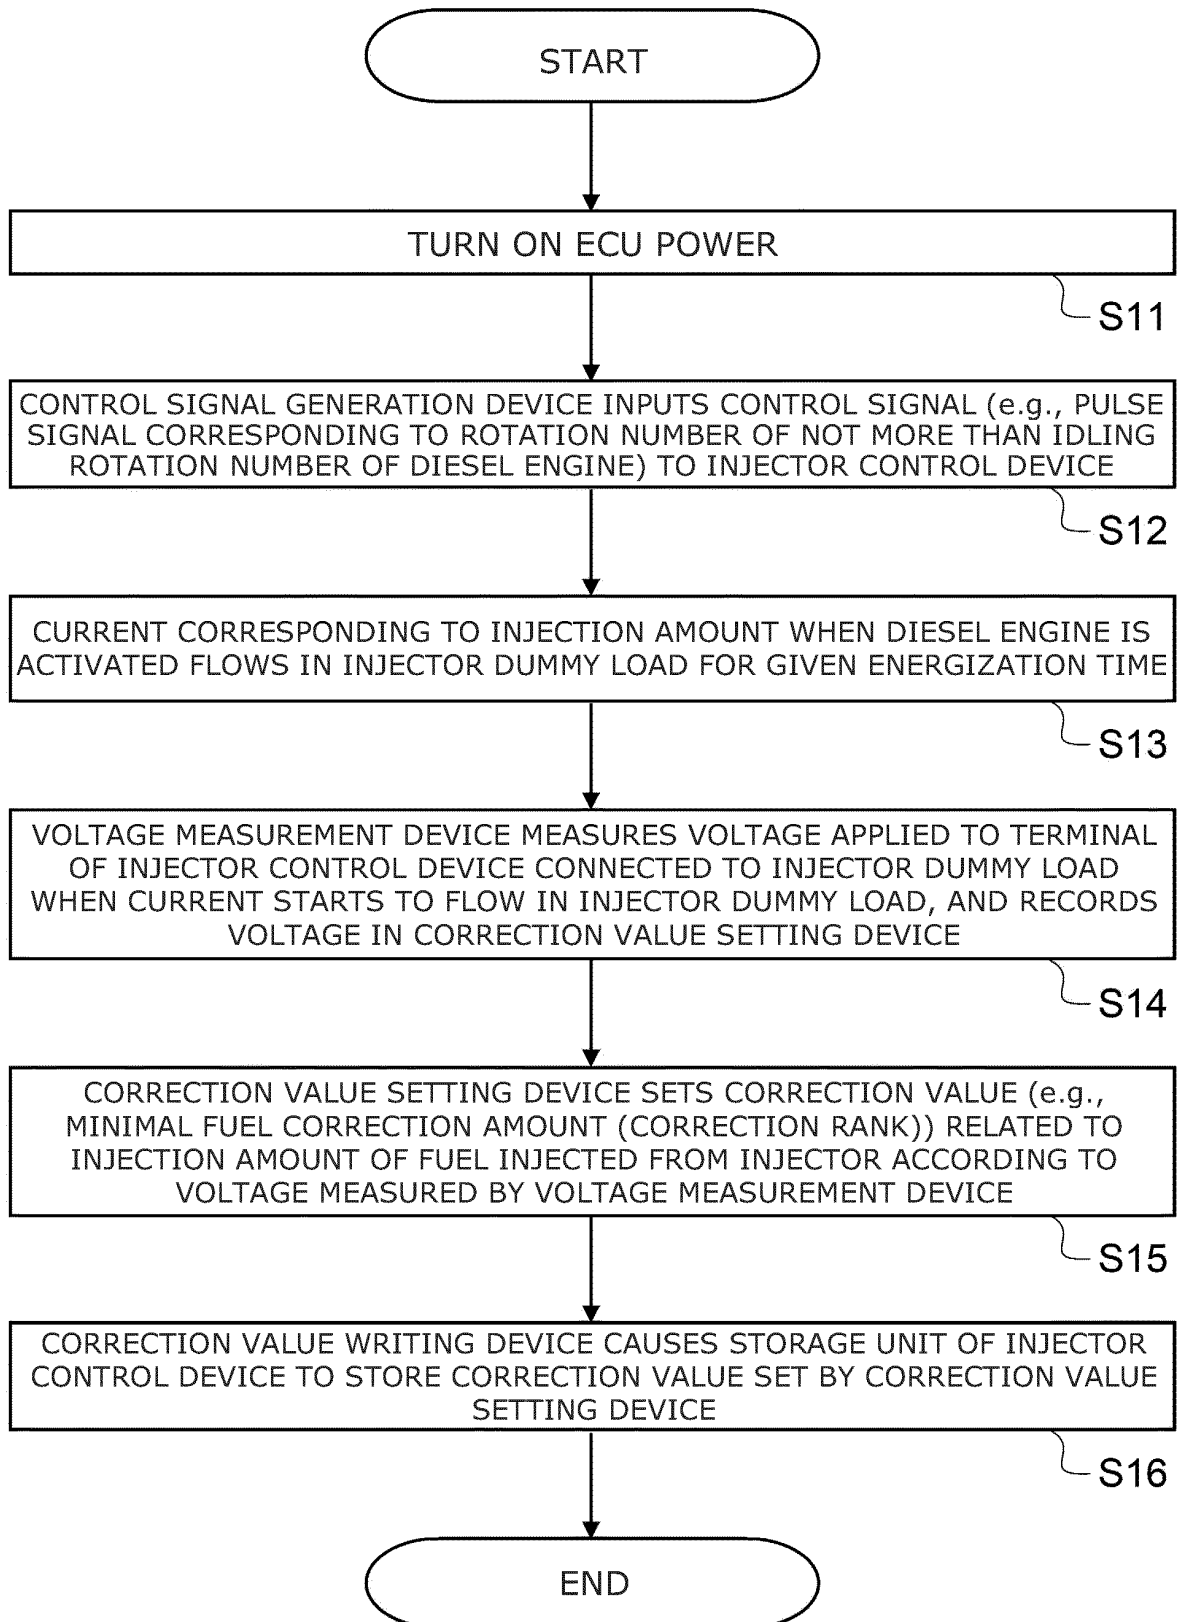 START
TURN ON ECU POWER
S11
CONTROL SIGNAL GENERATION DEVICE INPUTS CONTROL SIGNAL (e.g., PULSE
SIGNAL CORRESPONDING TO ROTATION NUMBER OF NOT MORE THAN IDLING
ROTATION NUMBER OF DIESEL ENGINE) TO INJECTOR CONTROL DEVICE
S12
CURRENT CORRESPONDING TO INJECTION AMOUNT WHEN DIESEL ENGINE IS
ACTIVATED FLOWS IN INJECTOR DUMMY LOAD FOR GIVEN ENERGIZATION TIME
S13
VOLTAGE MEASUREMENT DEVICE MEASURES VOLTAGE APPLIED TO TERMINAL
OF INJECTOR CONTROL DEVICE CONNECTED TO INJECTOR DUMMY LOAD
WHEN CURRENT STARTS TO FLOW IN INJECTOR DUMMY LOAD, AND RECORDS
VOLTAGE IN CORRECTION VALUE SETTING DEVICE
S14
CORRECTION VALUE SETTING DEVICE SETS CORRECTION VALUE (e.g.,
MINIMAL FUEL CORRECTION AMOUNT (CORRECTION RANK)) RELATED TO
INJECTION AMOUNT OF FUEL INJECTED FROM INJECTOR ACCORDING TO
VOLTAGE MEASURED BY VOLTAGE MEASUREMENT DEVICE
S15
CORRECTION VALUE WRITING DEVICE CAUSES STORAGE UNIT OF INJECTOR
CONTROL DEVICE TO STORE CORRECTION VALUE SET BY CORRECTION VALUE
SETTING DEVICE
S16
END